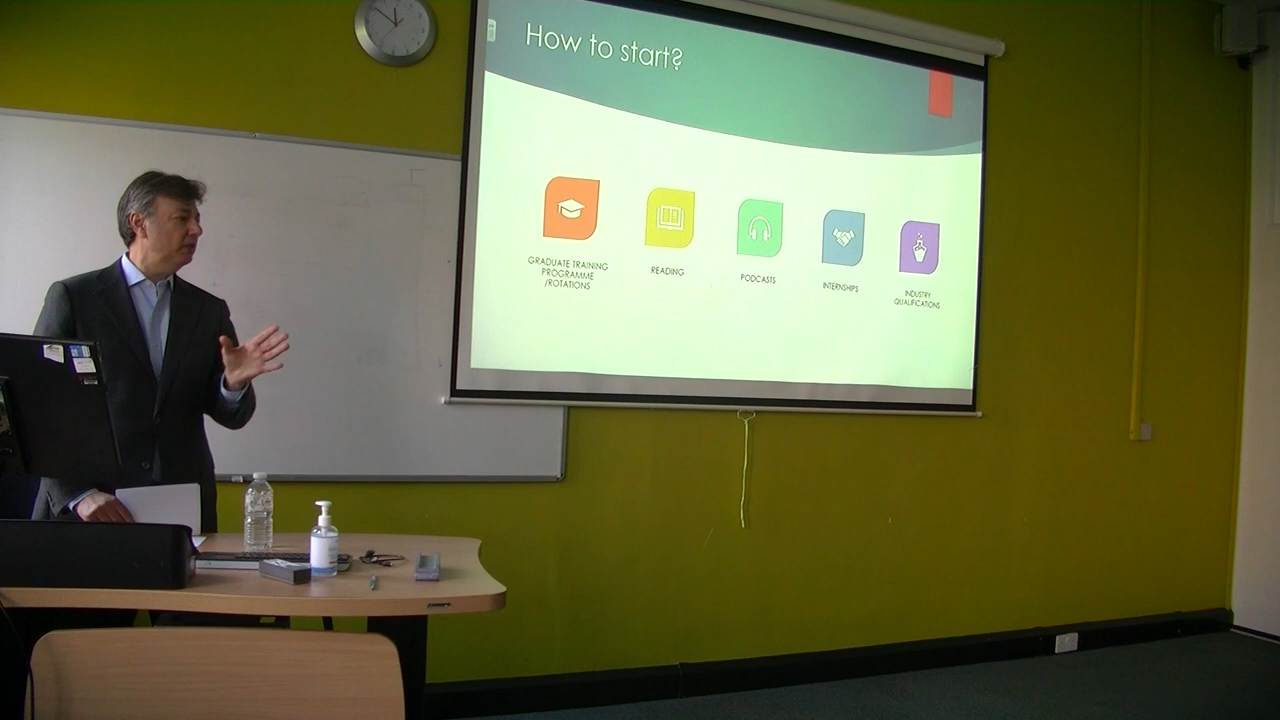 How to start?
GRADUATE TRAINING
PROGRAMME
/ROTATIONS
READING
PODCASTS
INTERNSHIPS
INDUSTRY
QUALIFICATIONS